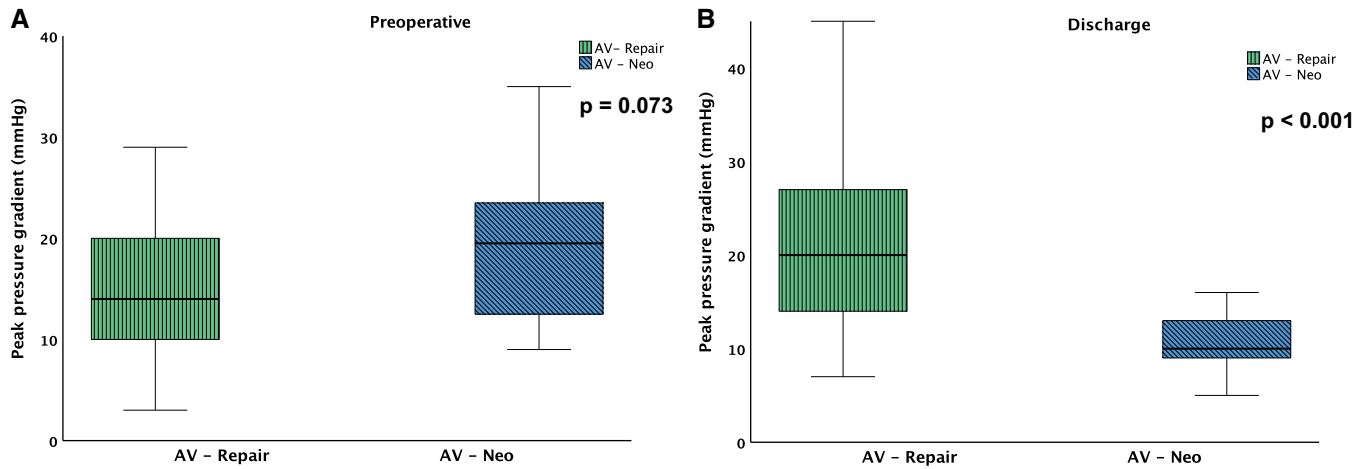 A
Preoperative
AV- Repair
AV - Neo
p = 0.073
Peak pressure gradient (mmHg)
40
30
20
10
0
AV - Repair
AV - Neo
B
Discharge
AV - Repair
AV - Neo
p < 0.001
Peak pressure gradient (mmHg)
40
30
20
10
0
AV - Repair
AV - Neo